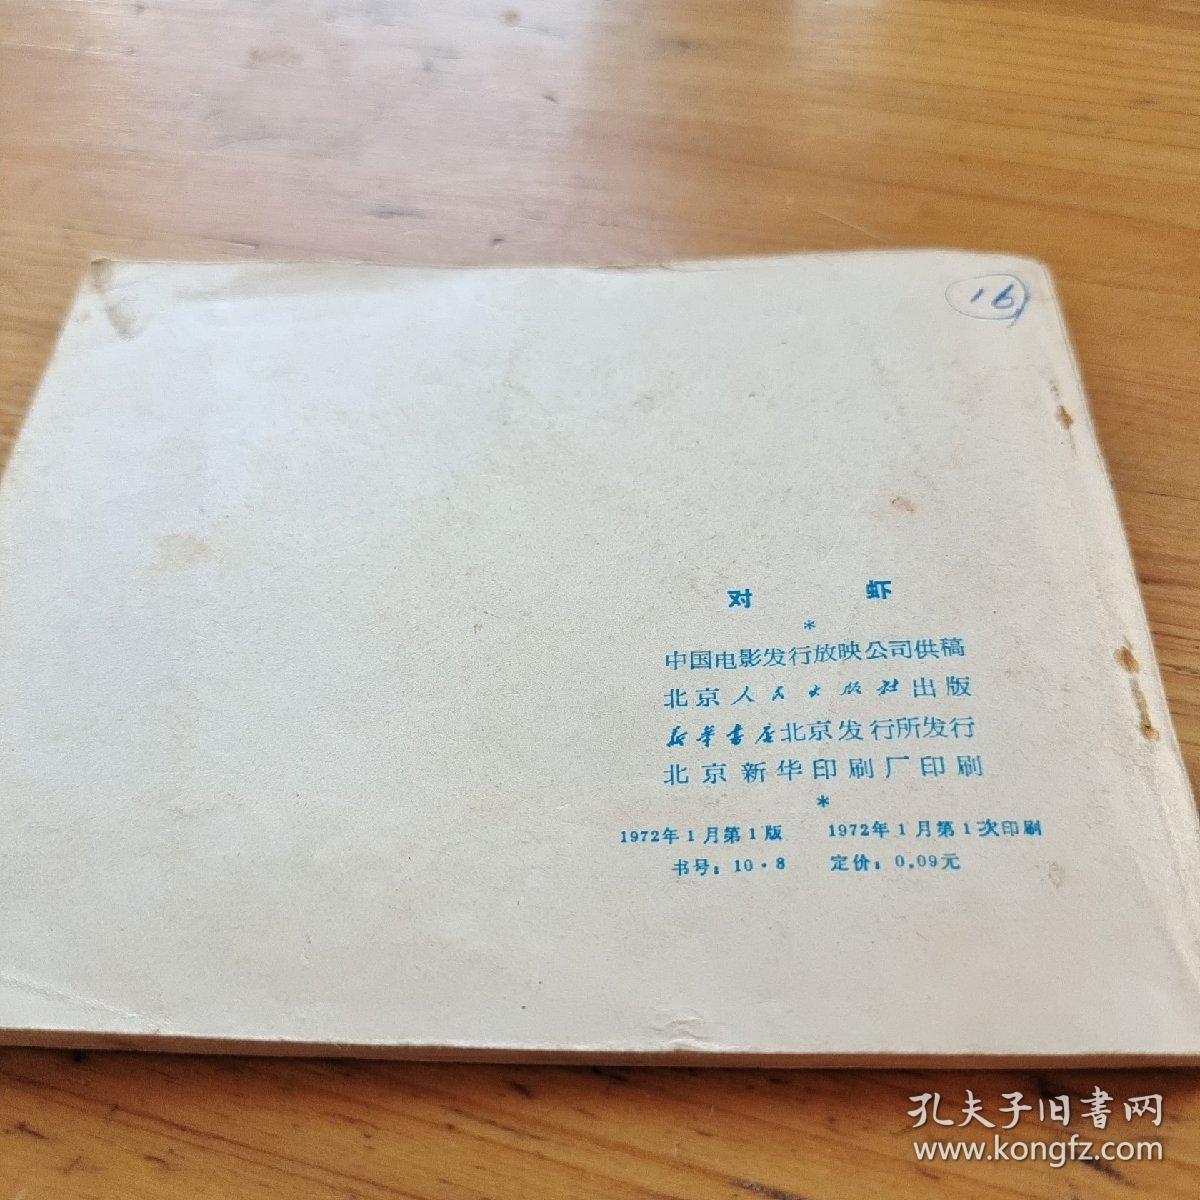 16
对 虾
*
中国电影发行放映公司供稿
北京人民出版社出版
新华书店北京发行所发行
北京新华印刷厂印刷
*
1972年1月第1版 1972年1月第1次印刷
书号：10·8 定价：0.09元
孔夫子旧書网
www.kongfz.com